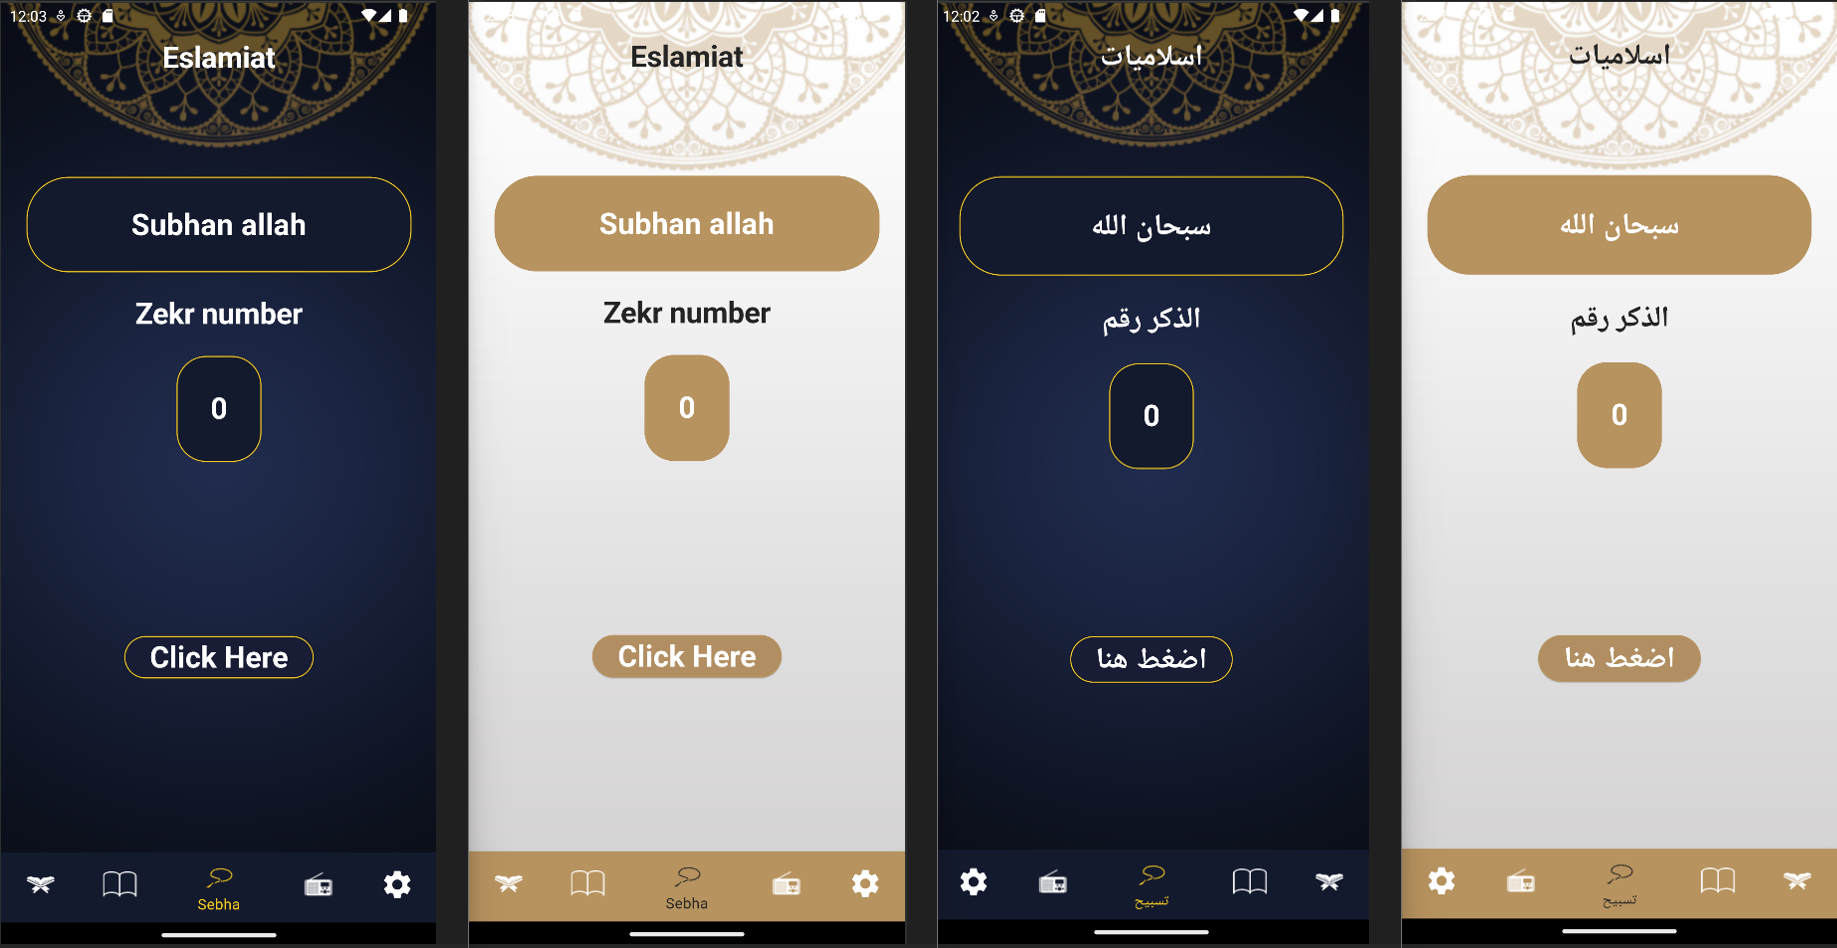 12:03
Eslamiat
Subhan allah
Zekr number
0
Click Here
Sebha
Eslamiat
Subhan allah
Zekr number
0
Click Here
Sebha
12:02
اسلاميات
سبحان الله
الذكر رقم
0
اضغط هنا
تسبيح
اسلاميات
سبحان الله
الذكر رقم
0
اضغط هنا
تسبيح